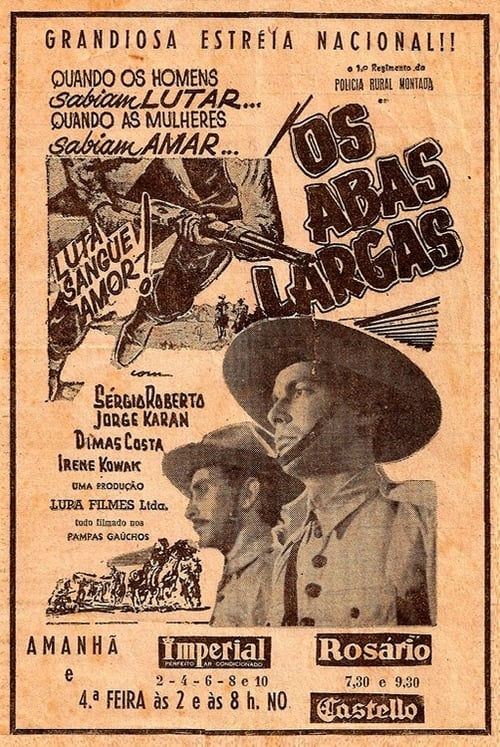 GRANDIOSA ESTRÉIA NACIONAL!!
QUANDO OS HOMENS
sabiam LUTAR...
QUANDO AS MULHERES
sabiam AMAR...
o 1.º Regimento da
POLICIA RURAL MONTADA
"OS
ABAS
LARGAS
LUTA!
SANGUE!
AMOR!
com
SÉRGIO ROBERTO
JORGE KARAN
DIMAS COSTA
IRENE KOWAK
UMA PRODUÇÃO
LUPA FILMES Ltda.
todo filmado nos
PAMPAS GAÚCHOS
AMANHÃ
e
4.ª FEIRA às 2 e às 8 h. NO
Imperial
PERFEITO AR CONDICIONADO
2-4-6-8 e 10
Rosário
7,30 e 9,30
Castello